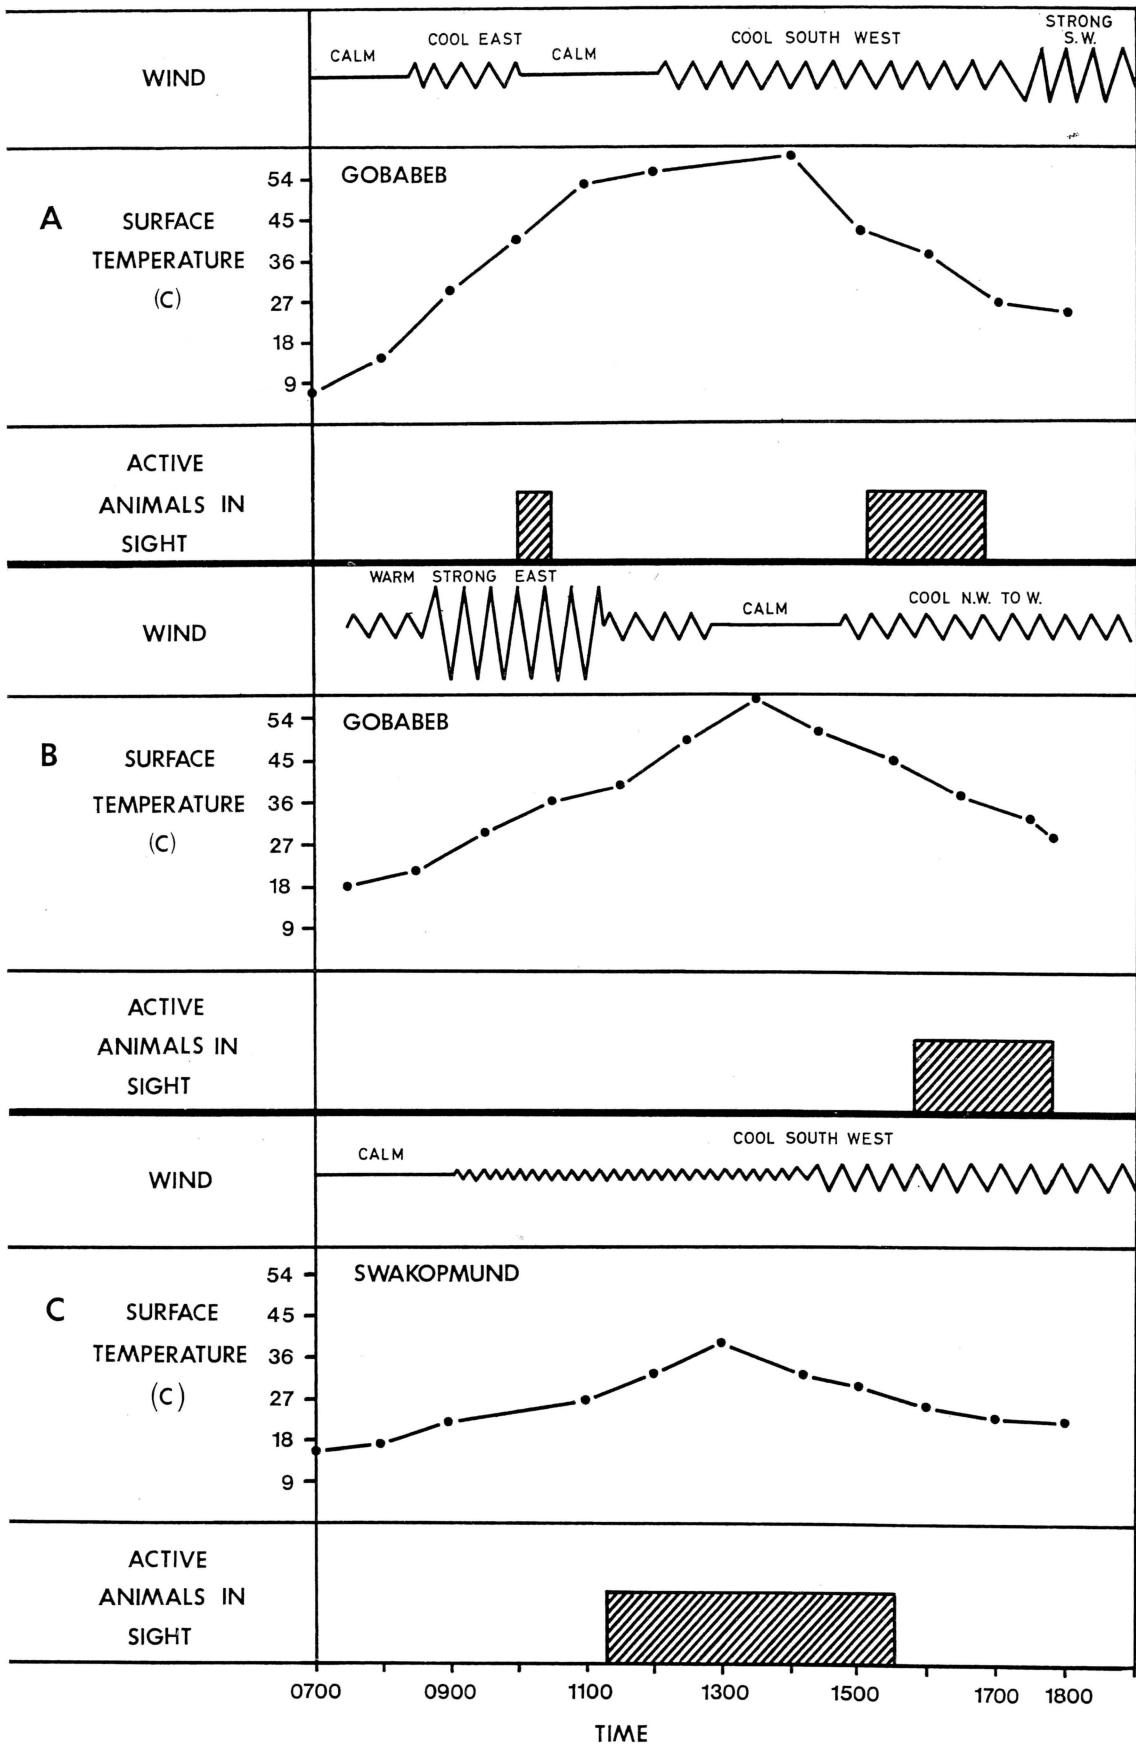 WIND
CALM
COOL EAST
CALM
COOL SOUTH WEST
STRONG
S.W.
A
SURFACE
TEMPERATURE
(C)
GOBABEB
54
45
36
27
18
9
ACTIVE
ANIMALS IN
SIGHT
WIND
WARM STRONG EAST
CALM
COOL N.W. TO W.
B
SURFACE
TEMPERATURE
(C)
GOBABEB
54
45
36
27
18
9
ACTIVE
ANIMALS IN
SIGHT
WIND
CALM
COOL SOUTH WEST
C
SURFACE
TEMPERATURE
(C)
SWAKOPMUND
54
45
36
27
18
9
ACTIVE
ANIMALS IN
SIGHT
0700 0900 1100 1300 1500 1700 1800
TIME